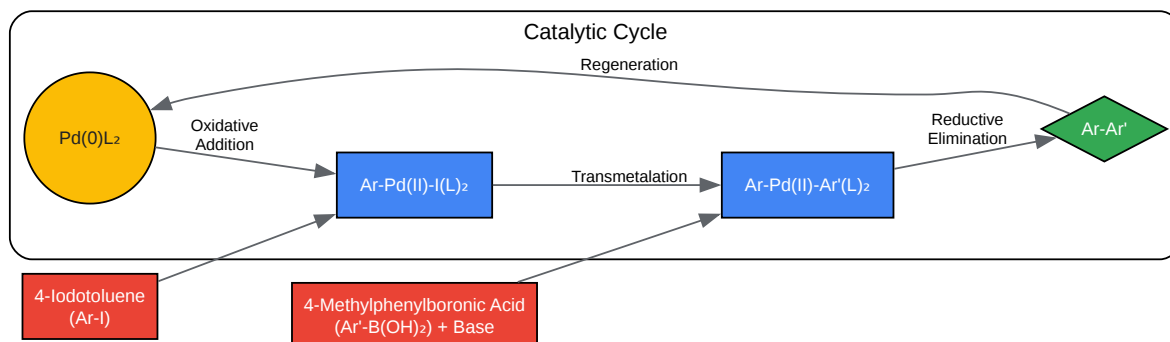 Catalytic Cycle
Regeneration
Pd(0)L₂
Oxidative
Addition
Ar-Pd(II)-I(L)₂
Transmetalation
Ar-Pd(II)-Ar'(L)₂
Reductive
Elimination
Ar-Ar'
4-Iodotoluene
(Ar-I)
4-Methylphenylboronic Acid
(Ar'-B(OH)₂) + Base